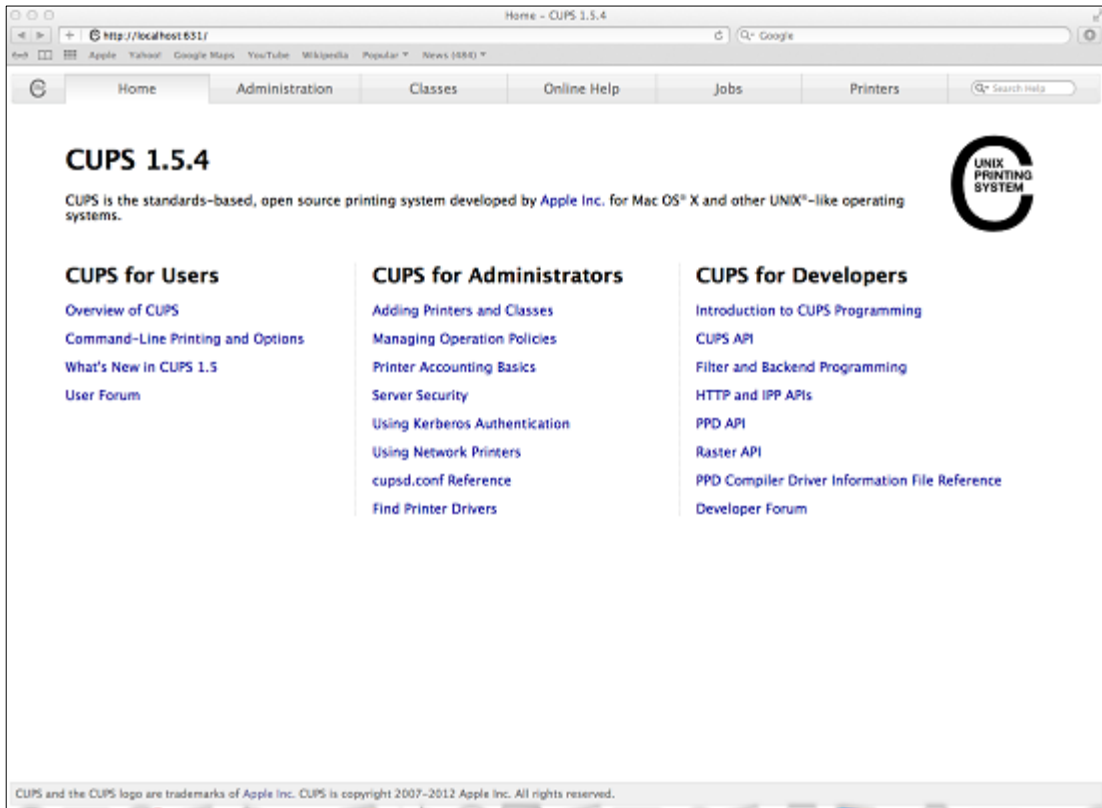 Home - CUPS 1.5.4
http://localhost:631/
Google
Apple Yahoo! Google Maps YouTube Wikipedia Popular News (484)
Home Administration Classes Online Help Jobs Printers Search Help
CUPS 1.5.4
CUPS is the standards-based, open source printing system developed by Apple Inc. for Mac OS® X and other UNIX®-like operating
systems.
UNIX
PRINTING
SYSTEM
CUPS for Users
Overview of CUPS
Command-Line Printing and Options
What's New in CUPS 1.5
User Forum
CUPS for Administrators
Adding Printers and Classes
Managing Operation Policies
Printer Accounting Basics
Server Security
Using Kerberos Authentication
Using Network Printers
cupsd.conf Reference
Find Printer Drivers
CUPS for Developers
Introduction to CUPS Programming
CUPS API
Filter and Backend Programming
HTTP and IPP APIs
PPD API
Raster API
PPD Compiler Driver Information File Reference
Developer Forum
CUPS and the CUPS logo are trademarks of Apple Inc. CUPS is copyright 2007-2012 Apple Inc. All rights reserved.